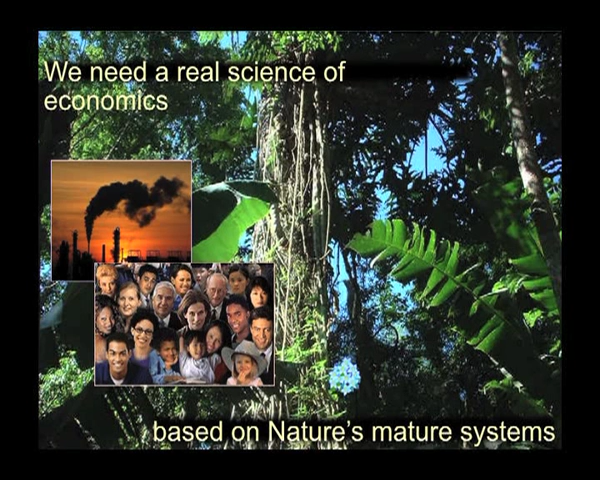 We need a real science of
economics
based on Nature's mature systems